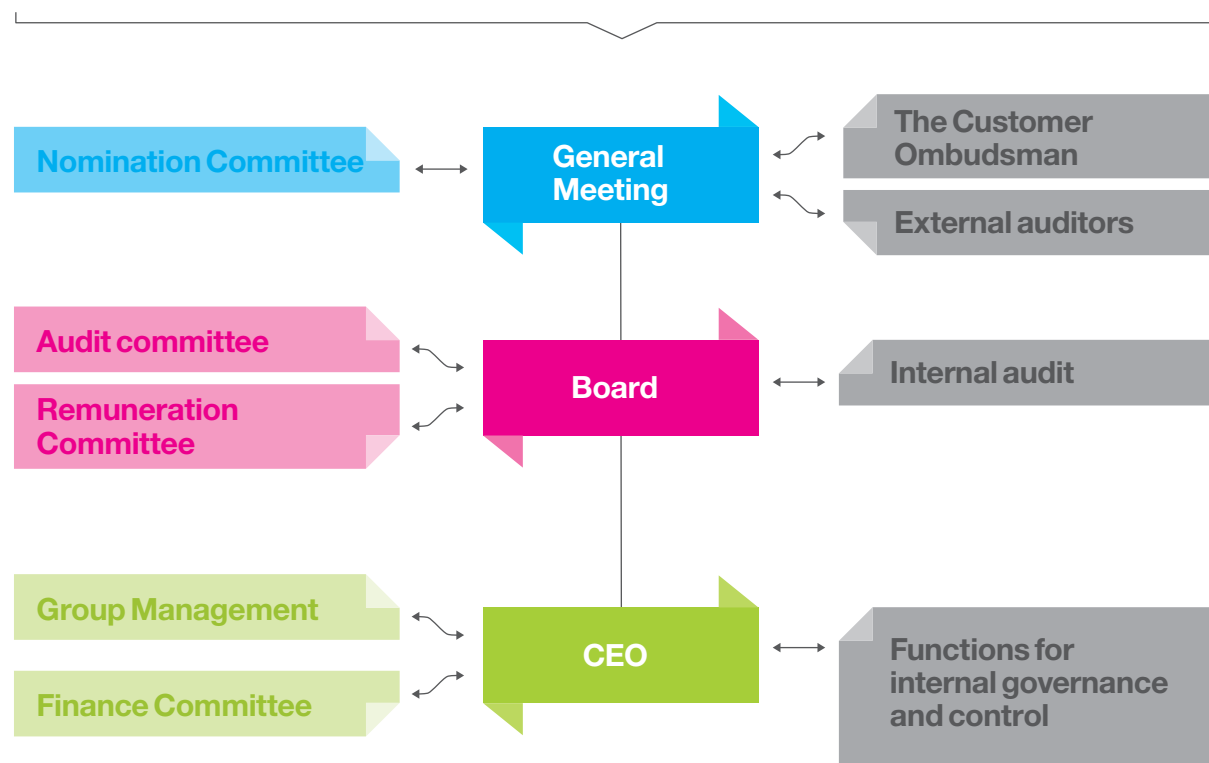 Nomination Committee
General
Meeting
The Customer
Ombudsman
External auditors
Audit committee
Remuneration
Committee
Board
Internal audit
Group Management
Finance Committee
CEO
Functions for
internal governance
and control